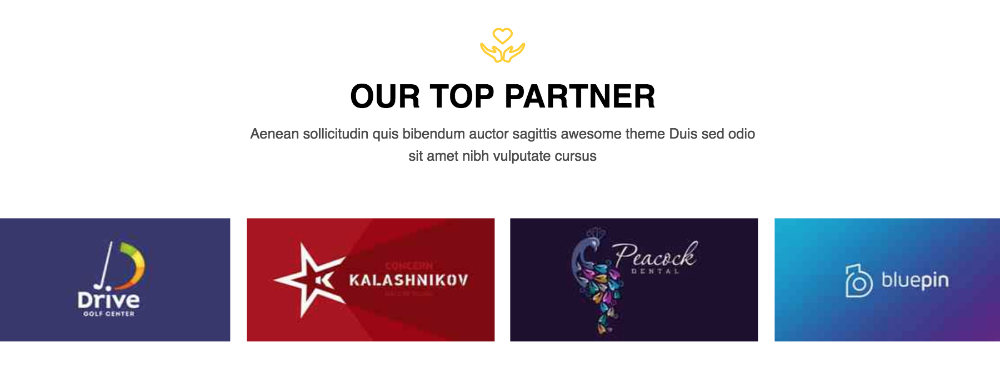 OUR TOP PARTNER
Aenean sollicitudin quis bibendum auctor sagittis awesome theme Duis sed odio
sit amet nibh vulputate cursus
Drive
GOLF CENTER
CONCERN
KALASHNIKOV
Peacock
DENTAL
bluepin